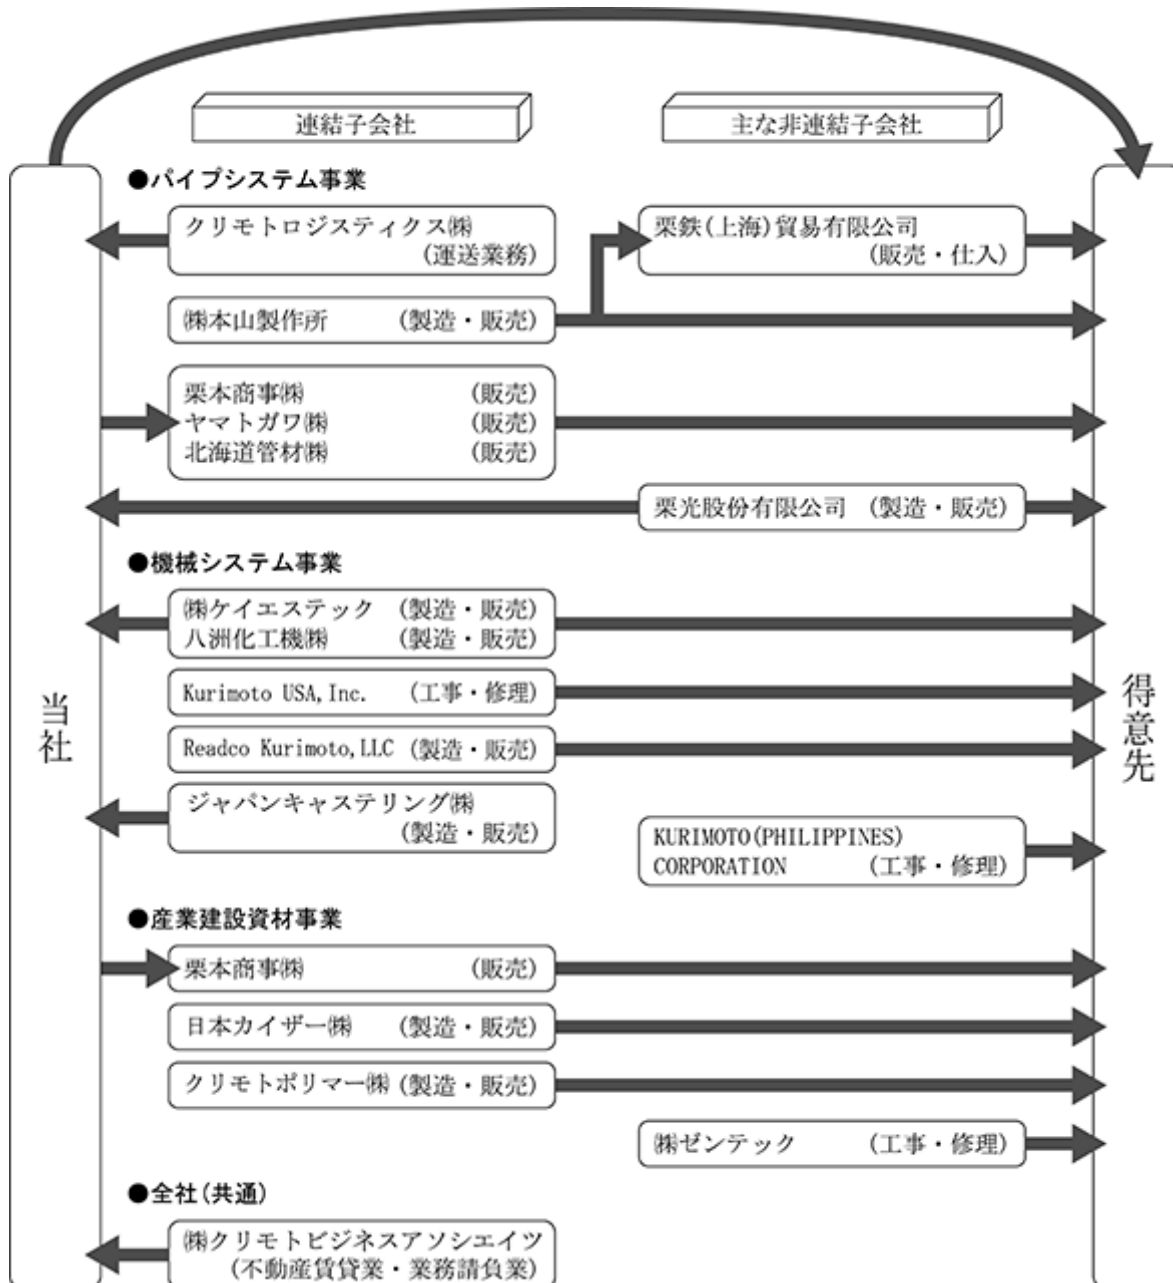 連結子会社
主な非連結子会社
●パイプシステム事業
クリモトロジスティクス㈱
(運送業務)
栗鉄(上海)貿易有限公司
(販売・仕入)
㈱本山製作所 (製造・販売)
栗本商事㈱ (販売)
ヤマトガワ㈱ (販売)
北海道管材㈱ (販売)
栗光股份有限公司 (製造・販売)
●機械システム事業
㈱ケイエステック (製造・販売)
八洲化工機㈱ (製造・販売)
Kurimoto USA,Inc. (工事・修理)
当社
得意先
Readco Kurimoto,LLC (製造・販売)
ジャパンキャステリング㈱
(製造・販売)
KURIMOTO(PHILIPPINES)
CORPORATION (工事・修理)
●産業建設資材事業
栗本商事㈱ (販売)
日本カイザー㈱ (製造・販売)
クリモトポリマー㈱ (製造・販売)
㈱ゼンテック (工事・修理)
●全社(共通)
㈱クリモトビジネスアソシエイツ
(不動産賃貸業・業務請負業)